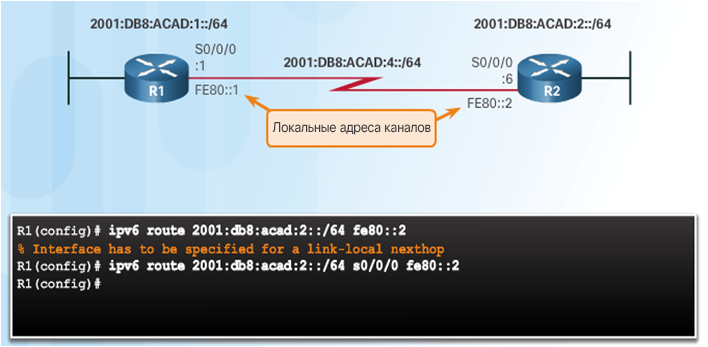 2001:DB8:ACAD:1::/64
2001:DB8:ACAD:2::/64
S0/0/0
:1
2001:DB8:ACAD:4::/64
S0/0/0
:6
R1
FE80::1
FE80::2
R2
Локальные адреса каналов
R1(config)# ipv6 route 2001:db8:acad:2::/64 fe80::2
% Interface has to be specified for a link-local nexthop
R1(config)# ipv6 route 2001:db8:acad:2::/64 s0/0/0 fe80::2
R1(config)#